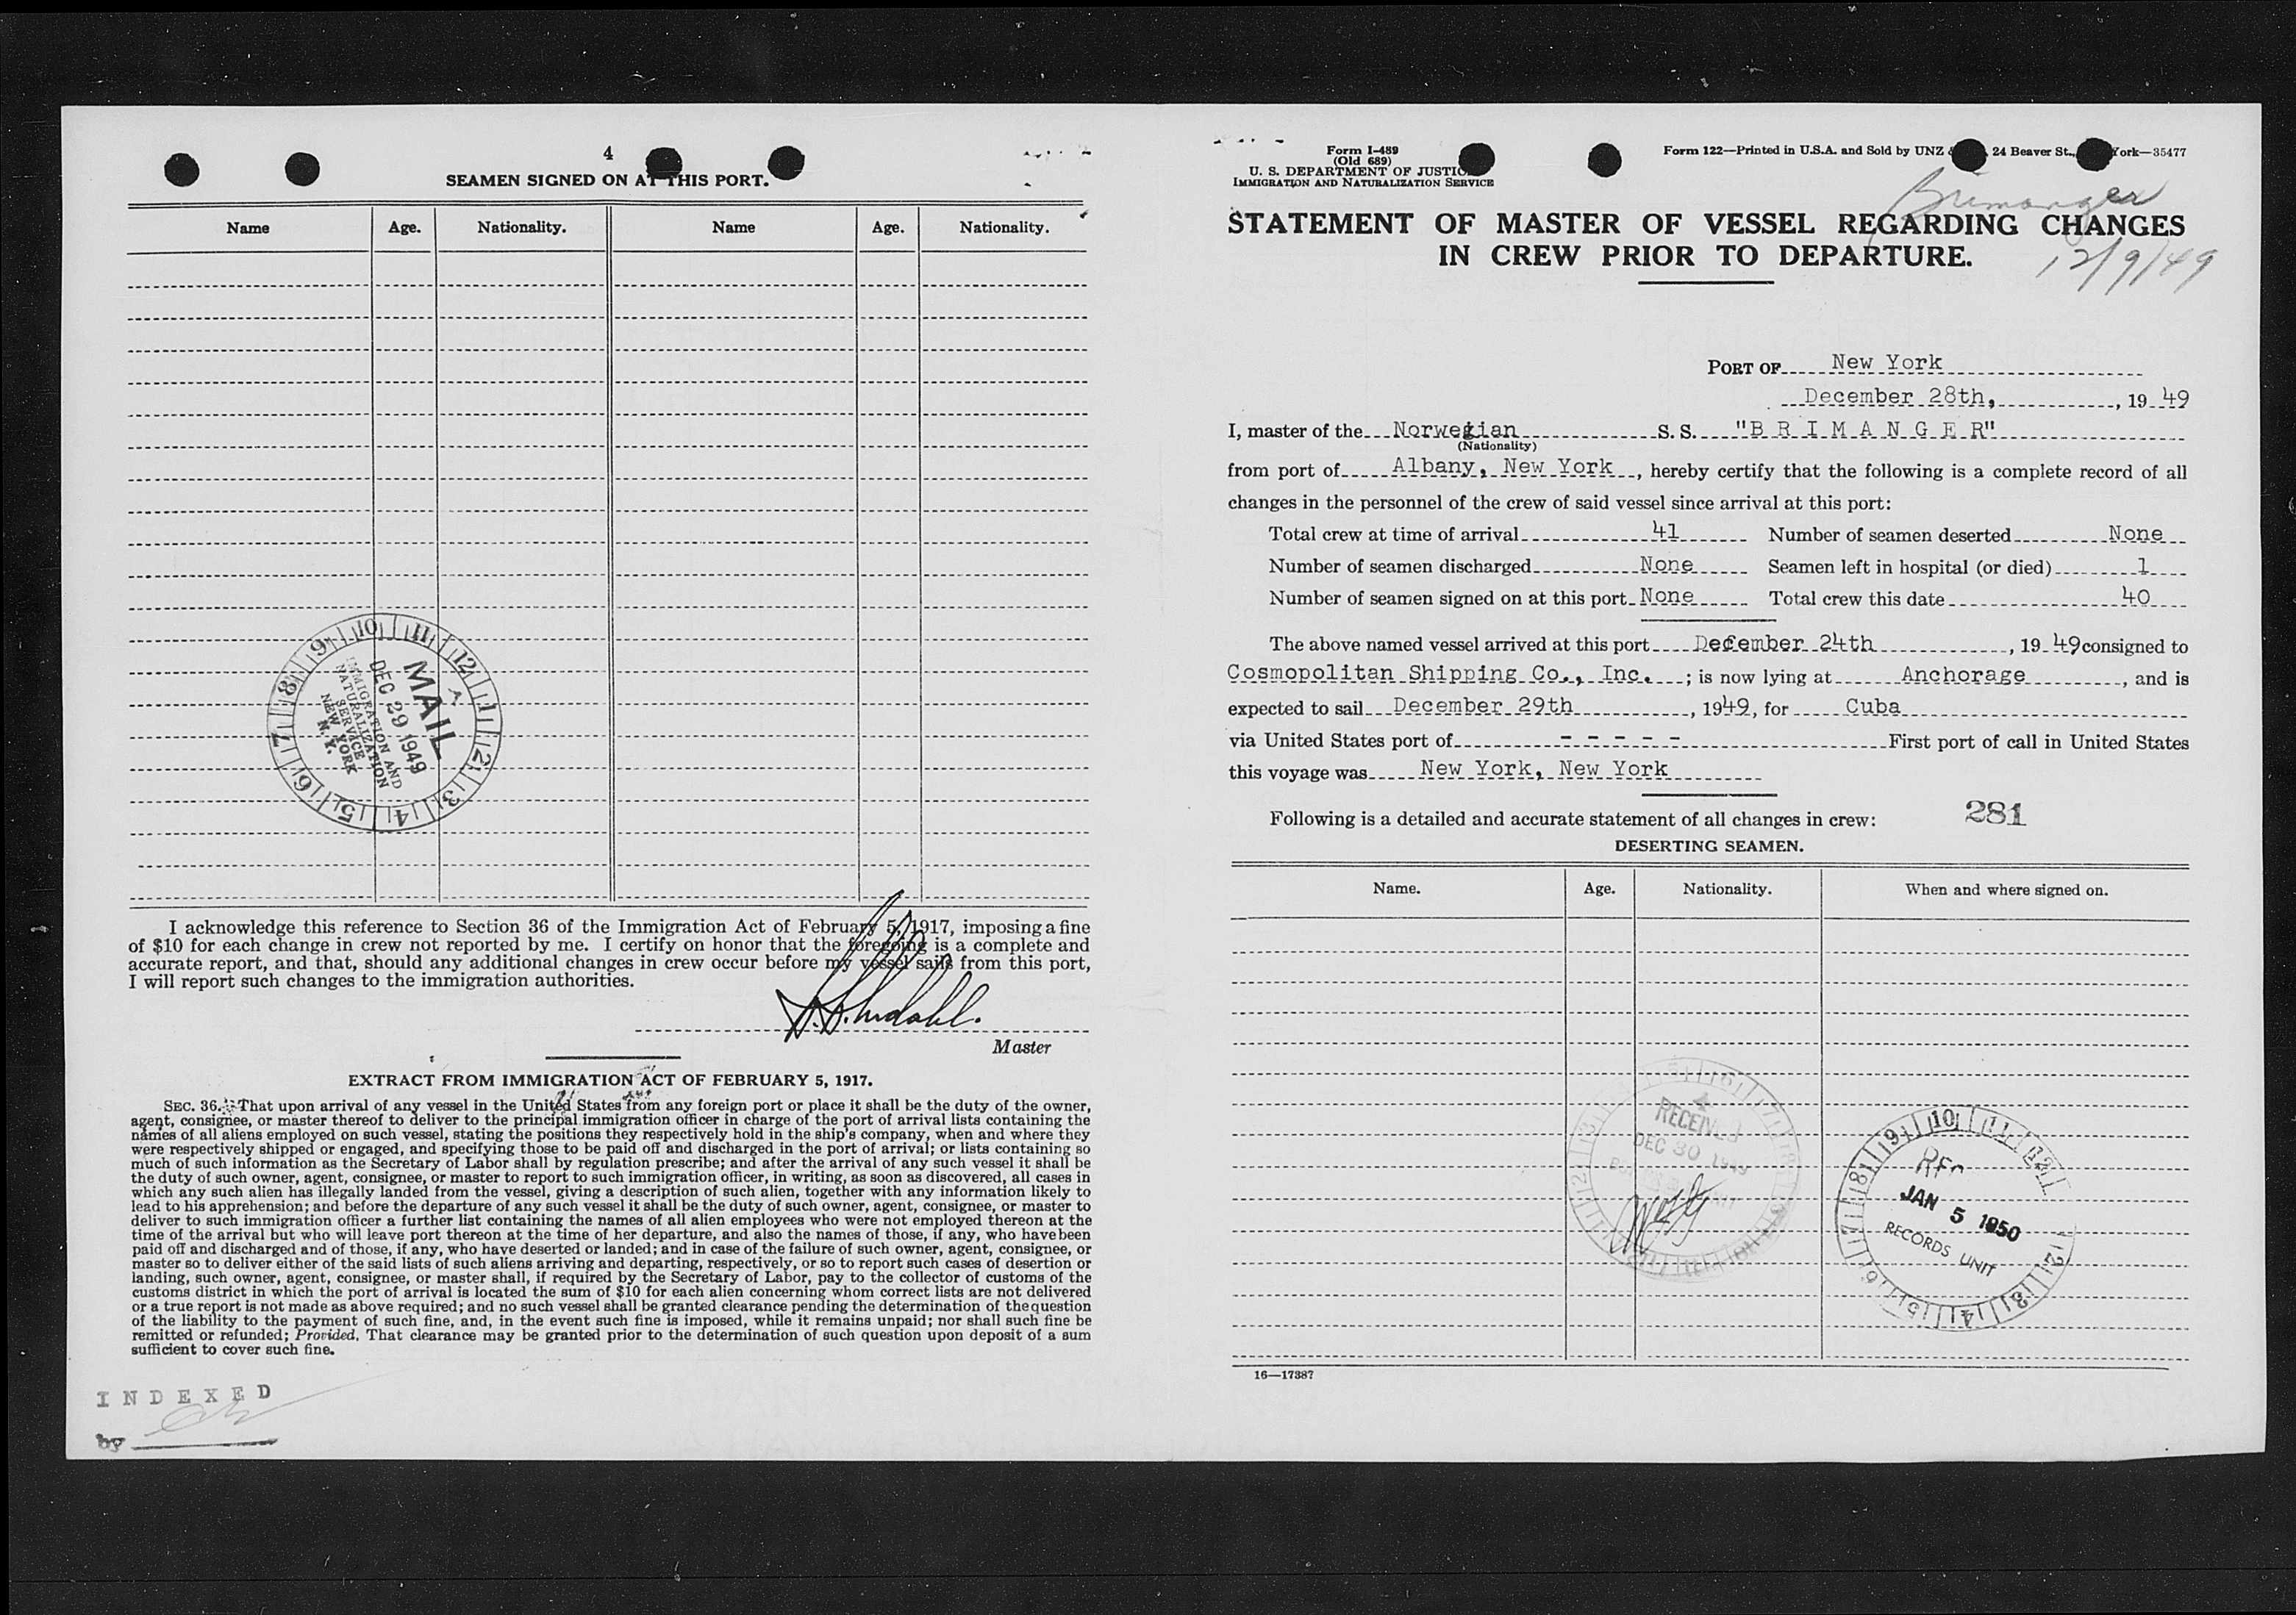 4
SEAMEN SIGNED ON AT THIS PORT.
Name Age. Nationality. Name Age. Nationality.
9 10 11 12 1 2 3 4 5 6 7 8
MAIL
A
DEC 29 1949
IMMIGRATION AND
NATURALIZATION
SERVICE
NEW YORK
N. Y.
I acknowledge this reference to Section 36 of the Immigration Act of February 5, 1917, imposing a fine
of $10 for each change in crew not reported by me. I certify on honor that the foregoing is a complete and
accurate report, and that, should any additional changes in crew occur before my vessel sails from this port,
I will report such changes to the immigration authorities.
Master
EXTRACT FROM IMMIGRATION ACT OF FEBRUARY 5, 1917.
SEC. 36. That upon arrival of any vessel in the United States from any foreign port or place it shall be the duty of the owner,
agent, consignee, or master thereof to deliver to the principal immigration officer in charge of the port of arrival lists containing the
names of all aliens employed on such vessel, stating the positions they respectively hold in the ship's company, when and where they
were respectively shipped or engaged, and specifying those to be paid off and discharged in the port of arrival; or lists containing so
much of such information as the Secretary of Labor shall by regulation prescribe; and after the arrival of any such vessel it shall be
the duty of such owner, agent, consignee, or master to report to such immigration officer, in writing, as soon as discovered, all cases in
which any such alien has illegally landed from the vessel, giving a description of such alien, together with any information likely to
lead to his apprehension; and before the departure of any such vessel it shall be the duty of such owner, agent, consignee, or master to
deliver to such immigration officer a further list containing the names of all alien employees who were not employed thereon at the
time of the arrival but who will leave port thereon at the time of her departure, and also the names of those, if any, who have been
paid off and discharged and of those, if any, who have deserted or landed; and in case of the failure of such owner, agent, consignee, or
master so to deliver either of the said lists of such aliens arriving and departing, respectively, or so to report such cases of desertion or
landing, such owner, agent, consignee, or master shall, if required by the Secretary of Labor, pay to the collector of customs of the
customs district in which the port of arrival is located the sum of $10 for each alien concerning whom correct lists are not delivered
or a true report is not made as above required; and no such vessel shall be granted clearance pending the determination of the question
of the liability to the payment of such fine, and, in the event such fine is imposed, while it remains unpaid; nor shall such fine be
remitted or refunded; Provided, That clearance may be granted prior to the determination of such question upon deposit of a sum
sufficient to cover such fine.
INDEXED
by
Form I-489
(Old 689)
U. S. DEPARTMENT OF JUSTIC
IMMIGRATION AND NATURALIZATION SERVICE
Form 122—Printed in U.S.A. and Sold by UNZ & 24 Beaver St., York—35477
Brimanger
STATEMENT OF MASTER OF VESSEL REGARDING CHANGES
IN CREW PRIOR TO DEPARTURE.
12/9/49
PORT OF New York
December 28th, , 19 49
I, master of the Norwegian S. S. "B R I M A N G E R"
(Nationality)
from port of Albany, New York , hereby certify that the following is a complete record of all
changes in the personnel of the crew of said vessel since arrival at this port:
Total crew at time of arrival 41 Number of seamen deserted None
Number of seamen discharged None Seamen left in hospital (or died) 1
Number of seamen signed on at this port None Total crew this date 40
The above named vessel arrived at this port December 24th , 19 49 consigned to
Cosmopolitan Shipping Co., Inc. ; is now lying at Anchorage , and is
expected to sail December 29th , 1949, for Cuba
via United States port of - - - - - First port of call in United States
this voyage was New York, New York
Following is a detailed and accurate statement of all changes in crew: 281
DESERTING SEAMEN.
Name. Age. Nationality. When and where signed on.
RECEIVED
DEC 30 1949
JAN 5 1950
RECORDS UNIT
16—17387